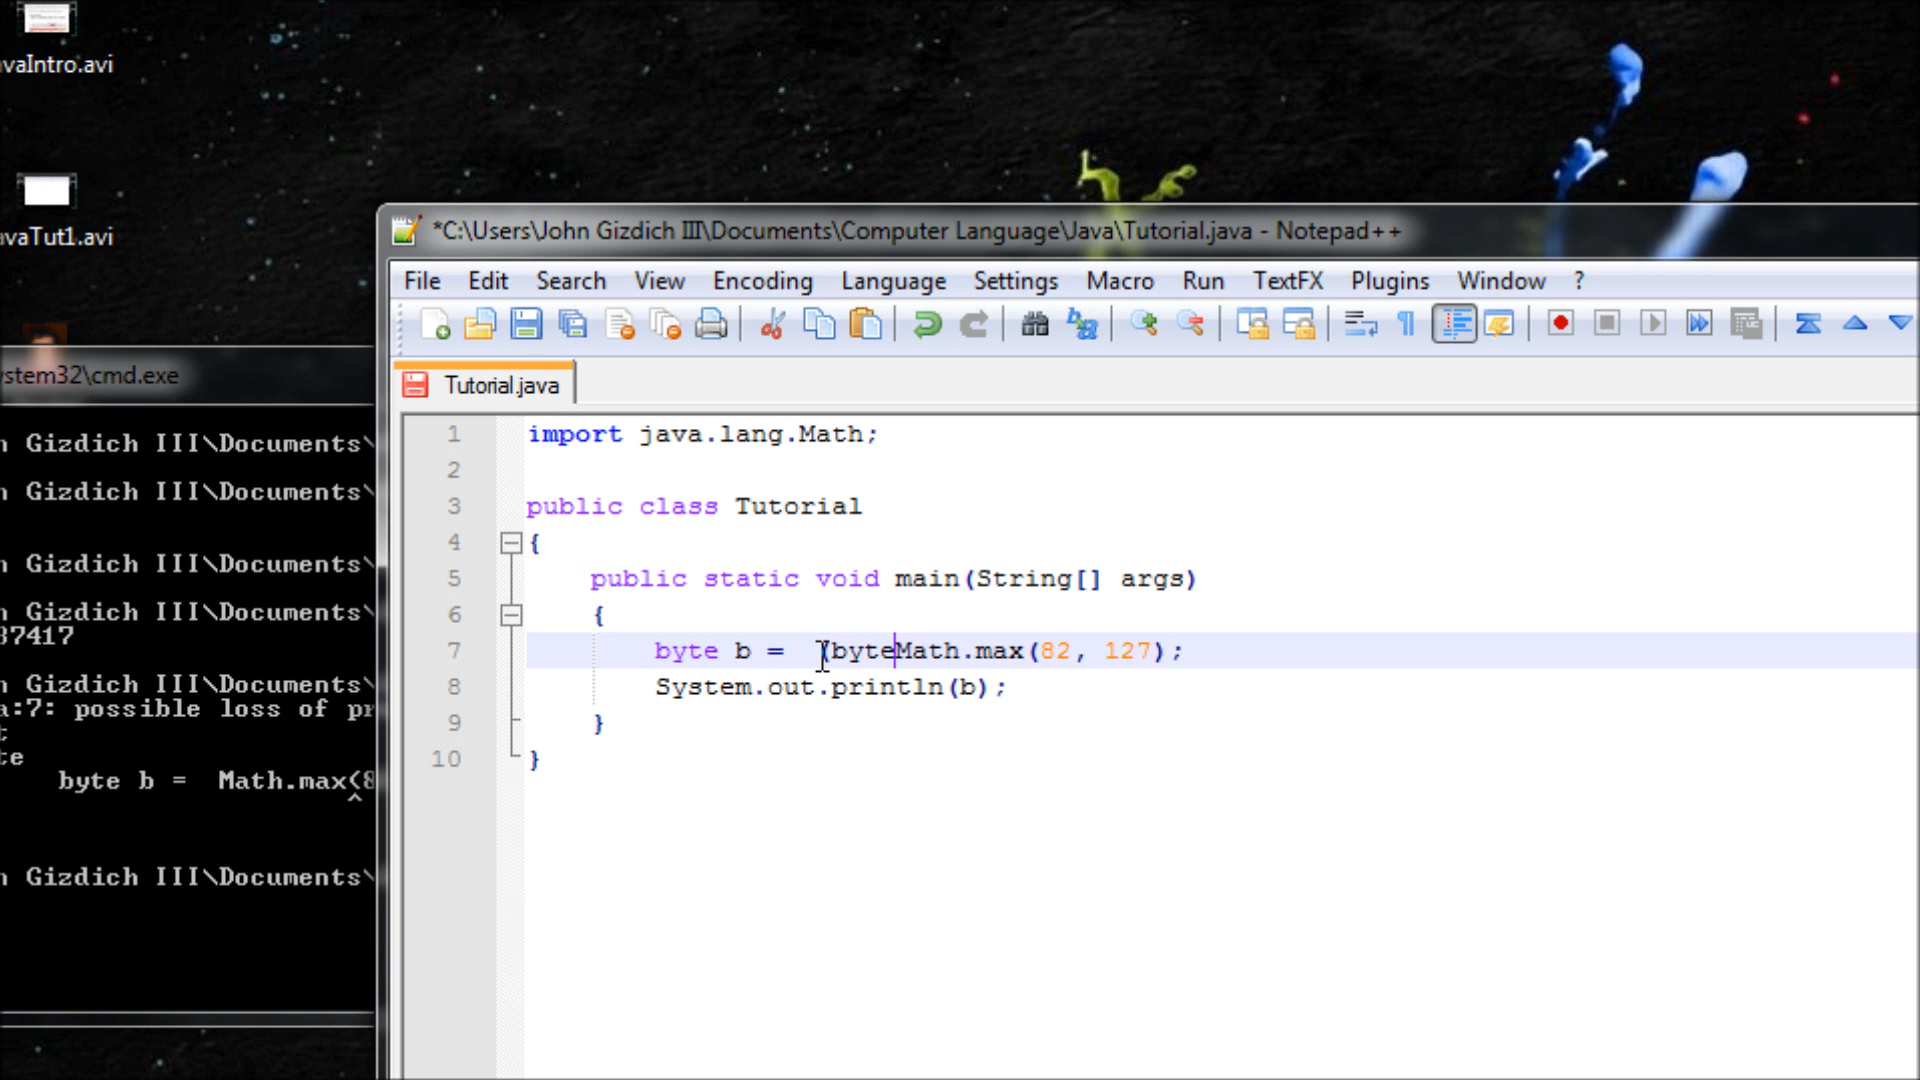 vaIntro.avi
vaTut1.avi
ystem32\cmd.exe
n Gizdich III\Documents\
n Gizdich III\Documents\
n Gizdich III\Documents\
n Gizdich III\Documents\
37417
n Gizdich III\Documents\
a:7: possible loss of pr
t
te
byte b =  Math.max(8
^
n Gizdich III\Documents\
*C:\Users\John Gizdich III\Documents\Computer Language\Java\Tutorial.java - Notepad++
File Edit Search View Encoding Language Settings Macro Run TextFX Plugins Window ?
Tutorial.java
1 import java.lang.Math;
2
3 public class Tutorial
4 {
5 public static void main(String[] args)
6 {
7 byte b =  (byteMath.max(82, 127);
8 System.out.println(b);
9 }
10 }